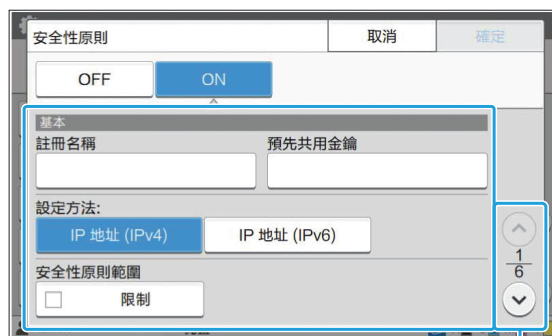 安全性原則 取消 確定
OFF ON
基本
註冊名稱 預先共用金鑰
設定方法:
IP 地址 (IPv4) IP 地址 (IPv6)
1
6
安全性原則範圍
限制